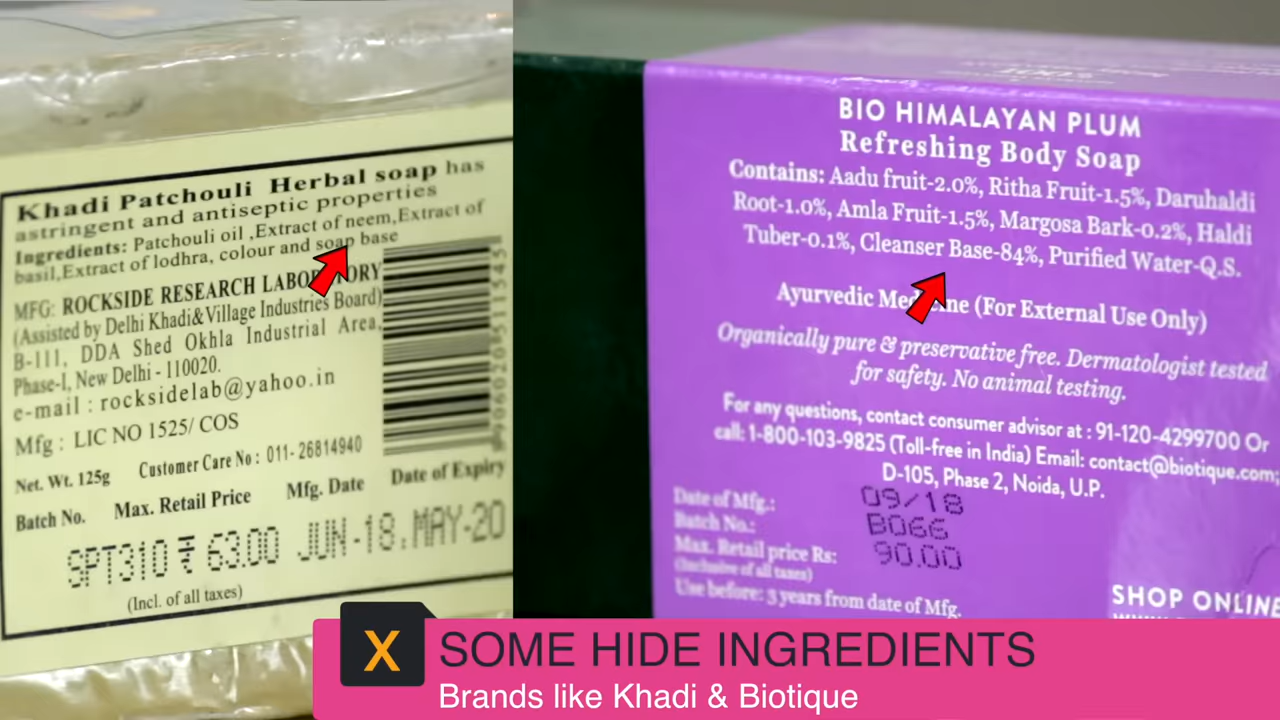 Khadi Patchouli Herbal soap has
astringent and antiseptic properties
Ingredients: Patchouli oil ,Extract of neem,Extract of
basil,Extract of lodhra, colour and soap base
MFG: ROCKSIDE RESEARCH LABORATORY
(Assisted by Delhi Khadi&Village Industries Board)
B-111, DDA Shed Okhla Industrial Area,
Phase-I, New Delhi - 110020.
e-mail : rocksidelab@yahoo.in
Mfg : LIC NO 1525/ COS
Net. Wt. 125g Customer Care No : 011- 26814940
Batch No. Max. Retail Price Mfg. Date Date of Expiry
SPT310 ₹ 63.00 JUN-18. MAY-20
(Incl. of all taxes)
BIO HIMALAYAN PLUM
Refreshing Body Soap
Contains: Aadu fruit-2.0%, Ritha Fruit-1.5%, Daruhaldi
Root-1.0%, Amla Fruit-1.5%, Margosa Bark-0.2%, Haldi
Tuber-0.1%, Cleanser Base-84%, Purified Water-Q.S.
Ayurvedic Medicine (For External Use Only)
Organically pure & preservative free. Dermatologist tested
for safety. No animal testing.
For any questions, contact consumer advisor at : 91-120-4299700 Or
call: 1-800-103-9825 (Toll-free in India) Email: contact@biotique.com;
D-105, Phase 2, Noida, U.P.
Date of Mfg.: 09/18
Batch No.: B066
Max. Retail price Rs: 90.00
(Inclusive of all taxes)
Use before: 3 years from date of Mfg.
SHOP ONLINE
X
SOME HIDE INGREDIENTS
Brands like Khadi & Biotique